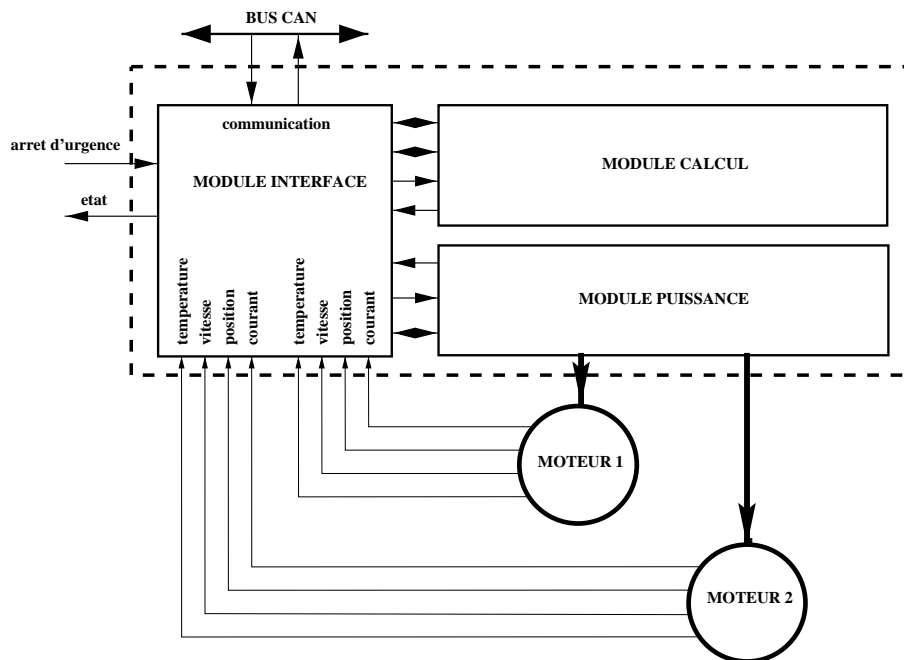 BUS CAN
communication
arret d'urgence
MODULE INTERFACE
MODULE CALCUL
etat
temperature
vitesse
position
courant
temperature
vitesse
position
courant
MODULE PUISSANCE
MOTEUR 1
MOTEUR 2